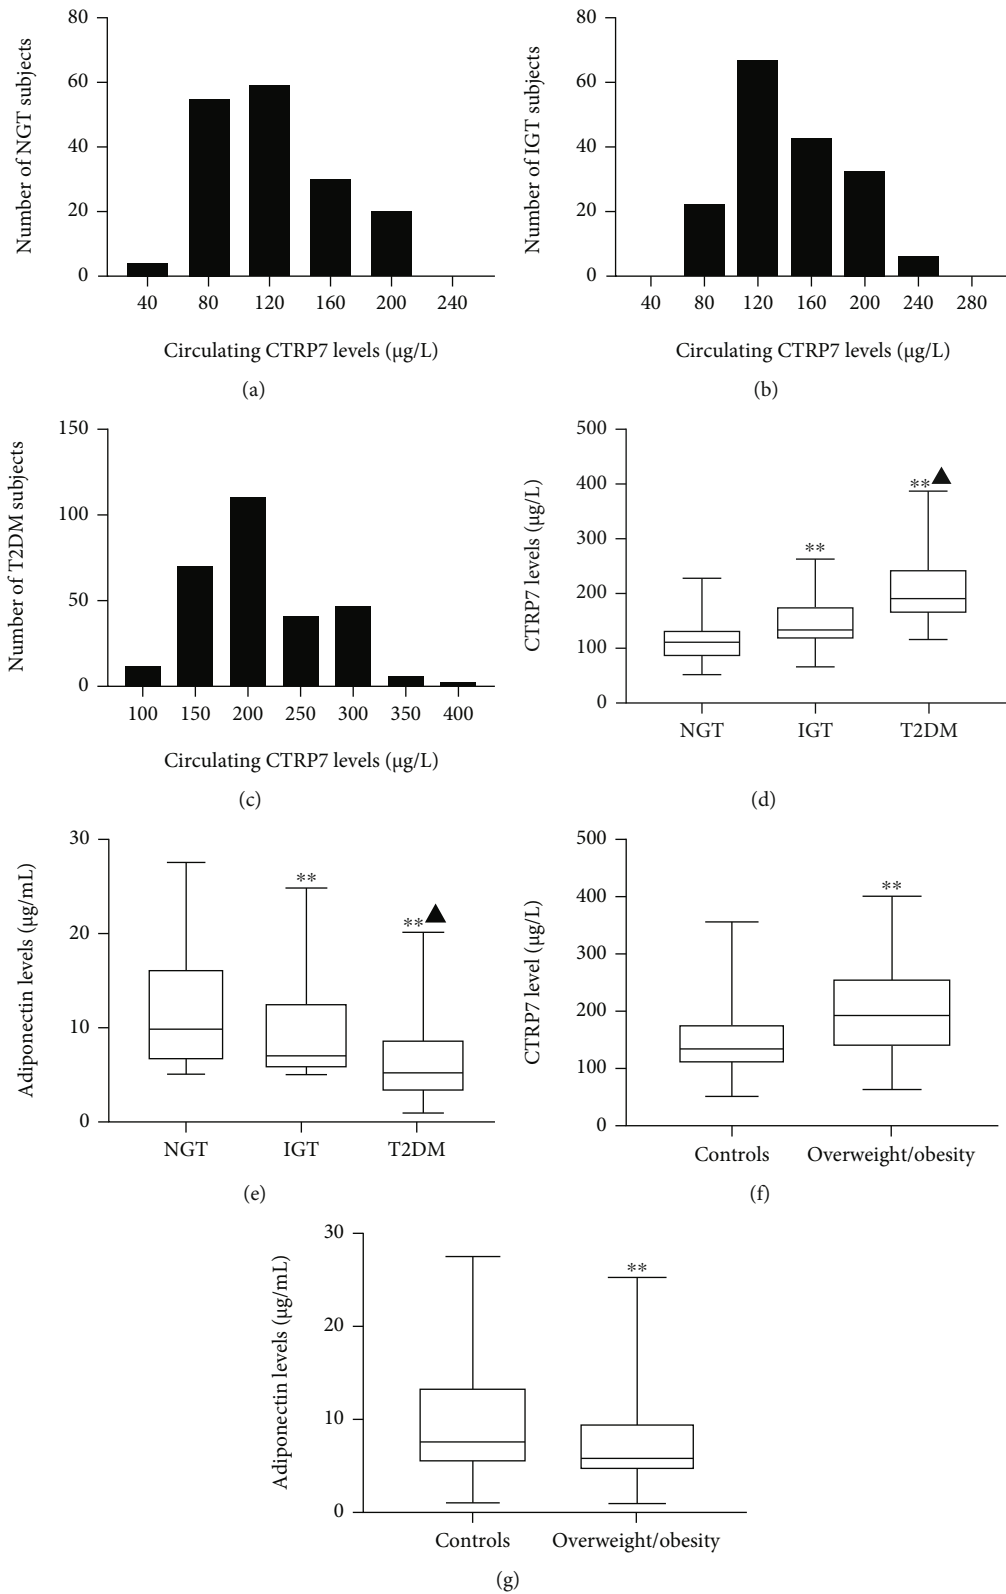 80
60
40
20
0
Number of NGT subjects
40 80 120 160 200 240
Circulating CTRP7 levels (μg/L)
(a)
80
60
40
20
0
Number of IGT subjects
40 80 120 160 200 240 280
Circulating CTRP7 levels (μg/L)
(b)
150
100
50
0
Number of T2DM subjects
100 150 200 250 300 350 400
Circulating CTRP7 levels (μg/L)
(c)
500
400
300
200
100
0
CTRP7 levels (μg/L)
**
**▲
NGT IGT T2DM
(d)
30
20
10
0
Adiponectin levels (μg/mL)
**
**▲
NGT IGT T2DM
(e)
500
400
300
200
100
0
CTRP7 level (μg/L)
**
Controls Overweight/obesity
(f)
30
20
10
0
Adiponectin levels (μg/mL)
**
Controls Overweight/obesity
(g)